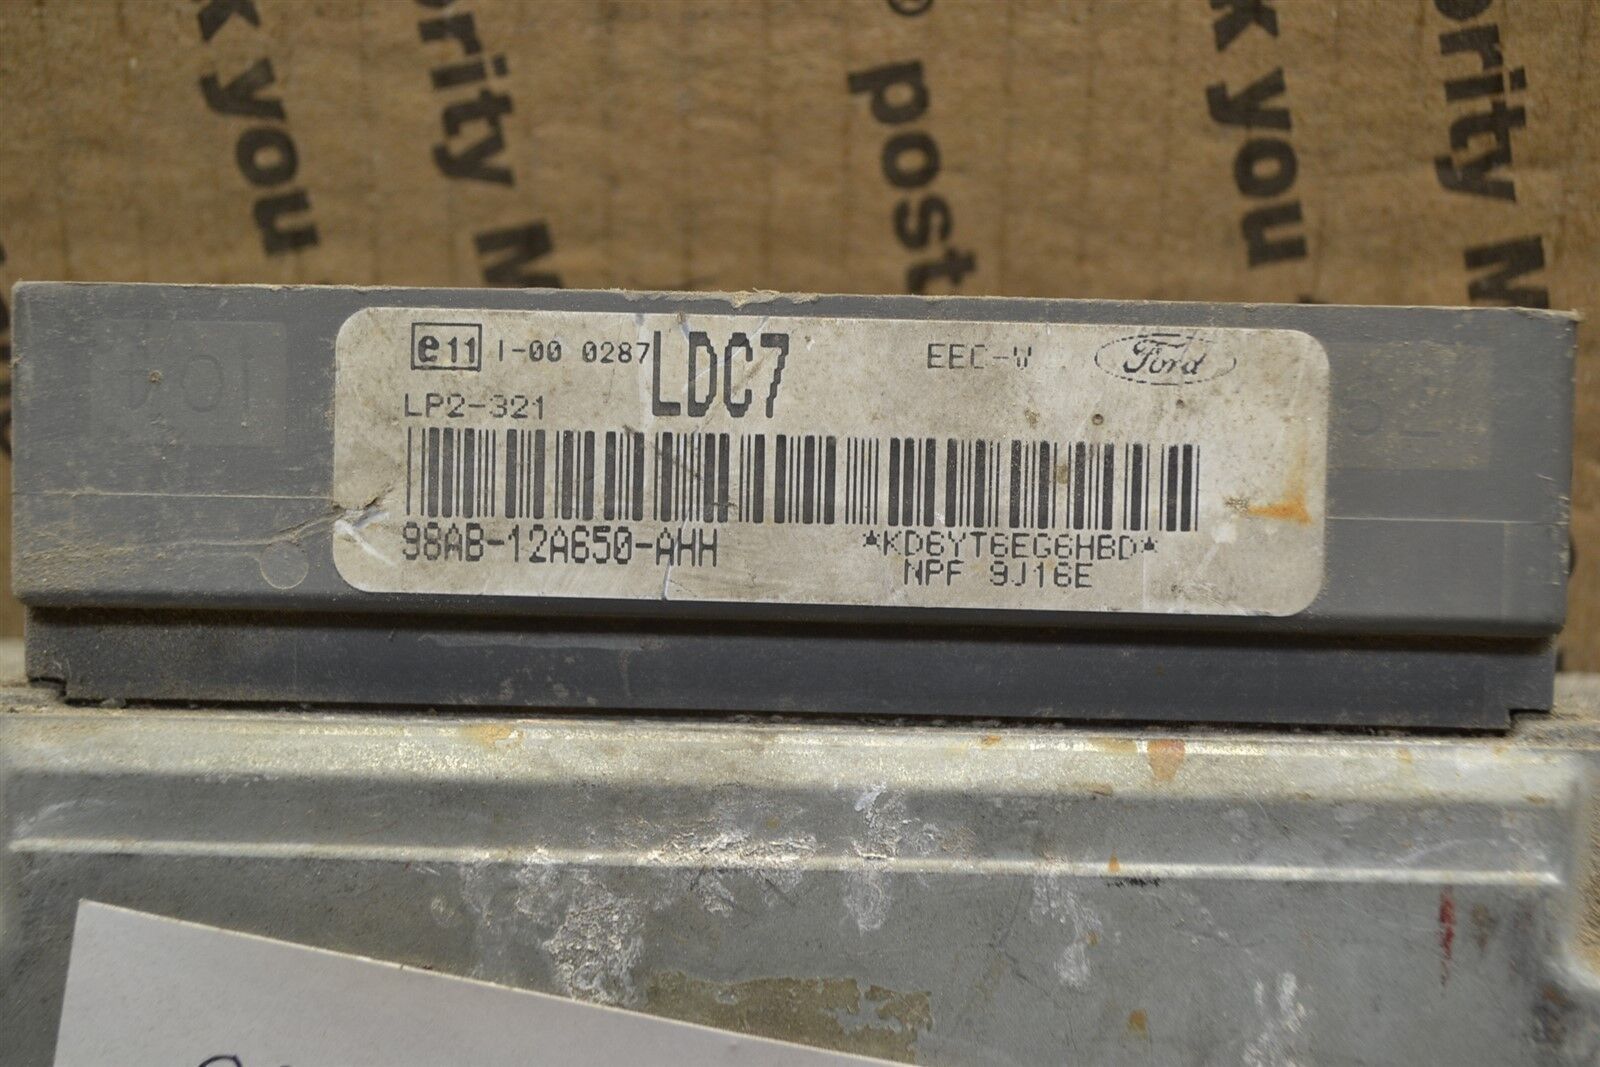 k you
ority M
® post
k you
ority M
e11 I-00 0287 LDC7 EEC-V Ford
LP2-321
98AB-12A650-AHH *KD6YT6EG6HBD*
NPF 9J16E